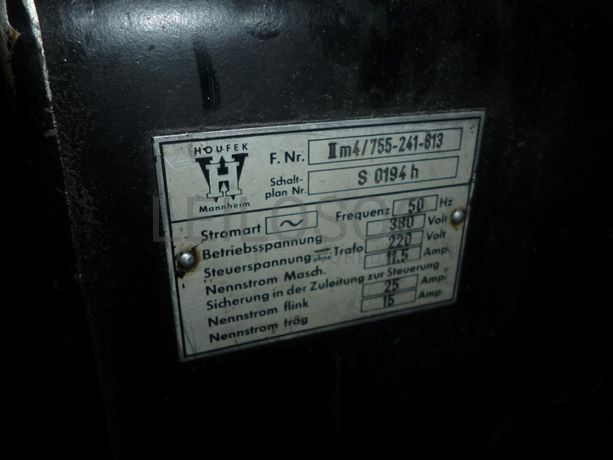 HOUFEK
H
Mannheim
F. Nr. II m4/755-241-813
Schalt-
plan Nr. S 0194 h
Stromart ~ Frequenz 50 Hz
Betriebsspannung 380 Volt
Steuerspannung ohne Trafo 220 Volt
Nennstrom Masch. 11.5 Amp.
Sicherung in der Zuleitung zur Steuerung
Nennstrom flink 25 Amp.
Nennstrom träg 15 Amp.